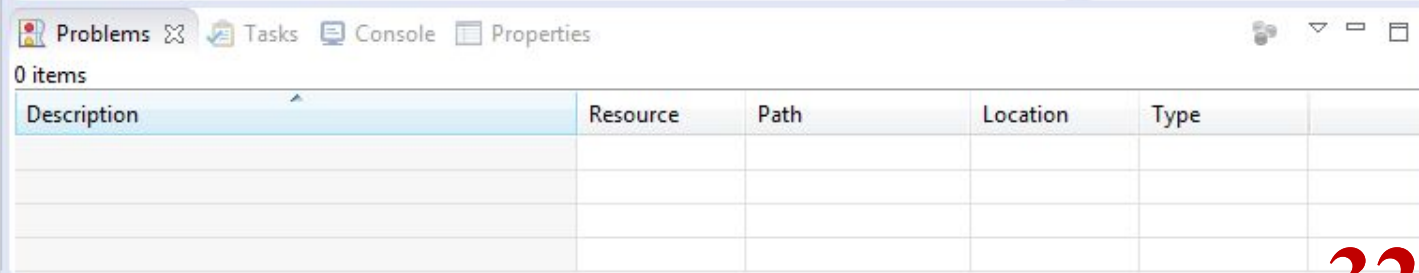 Problems Tasks Console Properties
0 items
Description Resource Path Location Type